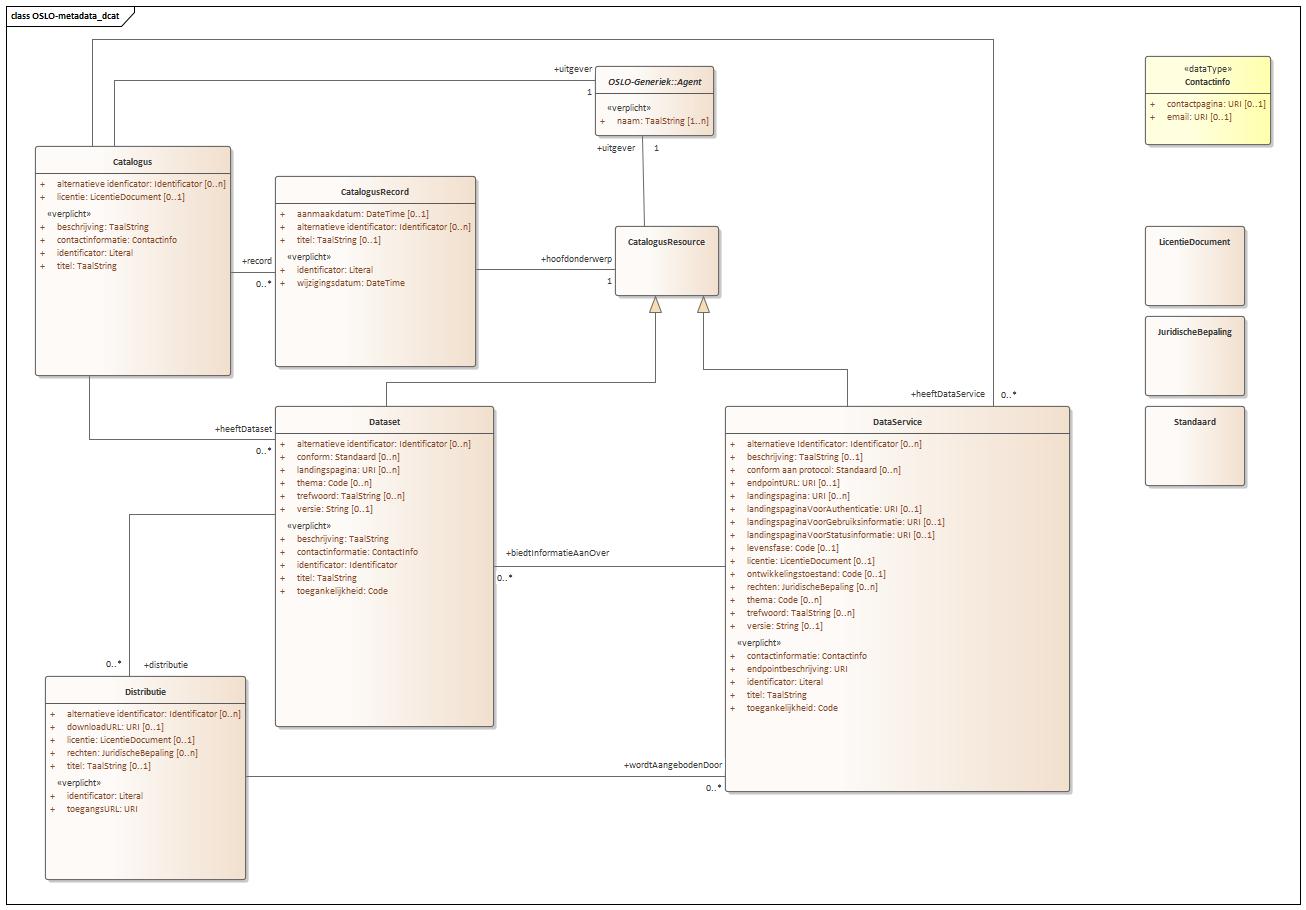 class OSLO-metadata_dcat
+uitgever
1
OSLO-Generiek::Agent
«verplicht»
+ naam: TaalString [1..n]
+uitgever 1
«dataType»
Contactinfo
+ contactpagina: URI [0..1]
+ email: URI [0..1]
Catalogus
+ alternatieve idenficator: Identificator [0..n]
+ licentie: LicentieDocument [0..1]
«verplicht»
+ beschrijving: TaalString
+ contactinformatie: Contactinfo
+ identificator: Literal
+ titel: TaalString
+record
0..*
CatalogusRecord
+ aanmaakdatum: DateTime [0..1]
+ alternatieve identificator: Identificator [0..n]
+ titel: TaalString [0..1]
«verplicht»
+ identificator: Literal
+ wijzigingsdatum: DateTime
+hoofdonderwerp
1
CatalogusResource
LicentieDocument
JuridischeBepaling
Standaard
+heeftDataService 0..*
+heeftDataset
0..*
Dataset
+ alternatieve identificator: Identificator [0..n]
+ conform: Standaard [0..n]
+ landingspagina: URI [0..n]
+ thema: Code [0..n]
+ trefwoord: TaalString [0..n]
+ versie: String [0..1]
«verplicht»
+ beschrijving: TaalString
+ contactinformatie: ContactInfo
+ identificator: Identificator
+ titel: TaalString
+ toegankelijkheid: Code
+biedtInformatieAanOver
0..*
DataService
+ alternatieve Identificator: Identificator [0..n]
+ beschrijving: TaalString [0..1]
+ conform aan protocol: Standaard [0..n]
+ endpointURL: URI [0..1]
+ landingspagina: URI [0..n]
+ landingspaginaVoorAuthenticatie: URI [0..1]
+ landingspaginaVoorGebruiksinformatie: URI [0..1]
+ landingspaginaVoorStatusinformatie: URI [0..1]
+ levensfase: Code [0..1]
+ licentie: LicentieDocument [0..1]
+ ontwikkelingstoestand: Code [0..1]
+ rechten: JuridischeBepaling [0..n]
+ thema: Code [0..n]
+ trefwoord: TaalString [0..n]
+ versie: String [0..1]
«verplicht»
+ contactinformatie: Contactinfo
+ endpointbeschrijving: URI
+ identificator: Literal
+ titel: TaalString
+ toegankelijkheid: Code
0..* +distributie
Distributie
+ alternatieve identificator: Identificator [0..n]
+ downloadURL: URI [0..1]
+ licentie: LicentieDocument [0..1]
+ rechten: JuridischeBepaling [0..n]
+ titel: TaalString [0..1]
«verplicht»
+ identificator: Literal
+ toegangsURL: URI
+wordtAangebodenDoor
0..*